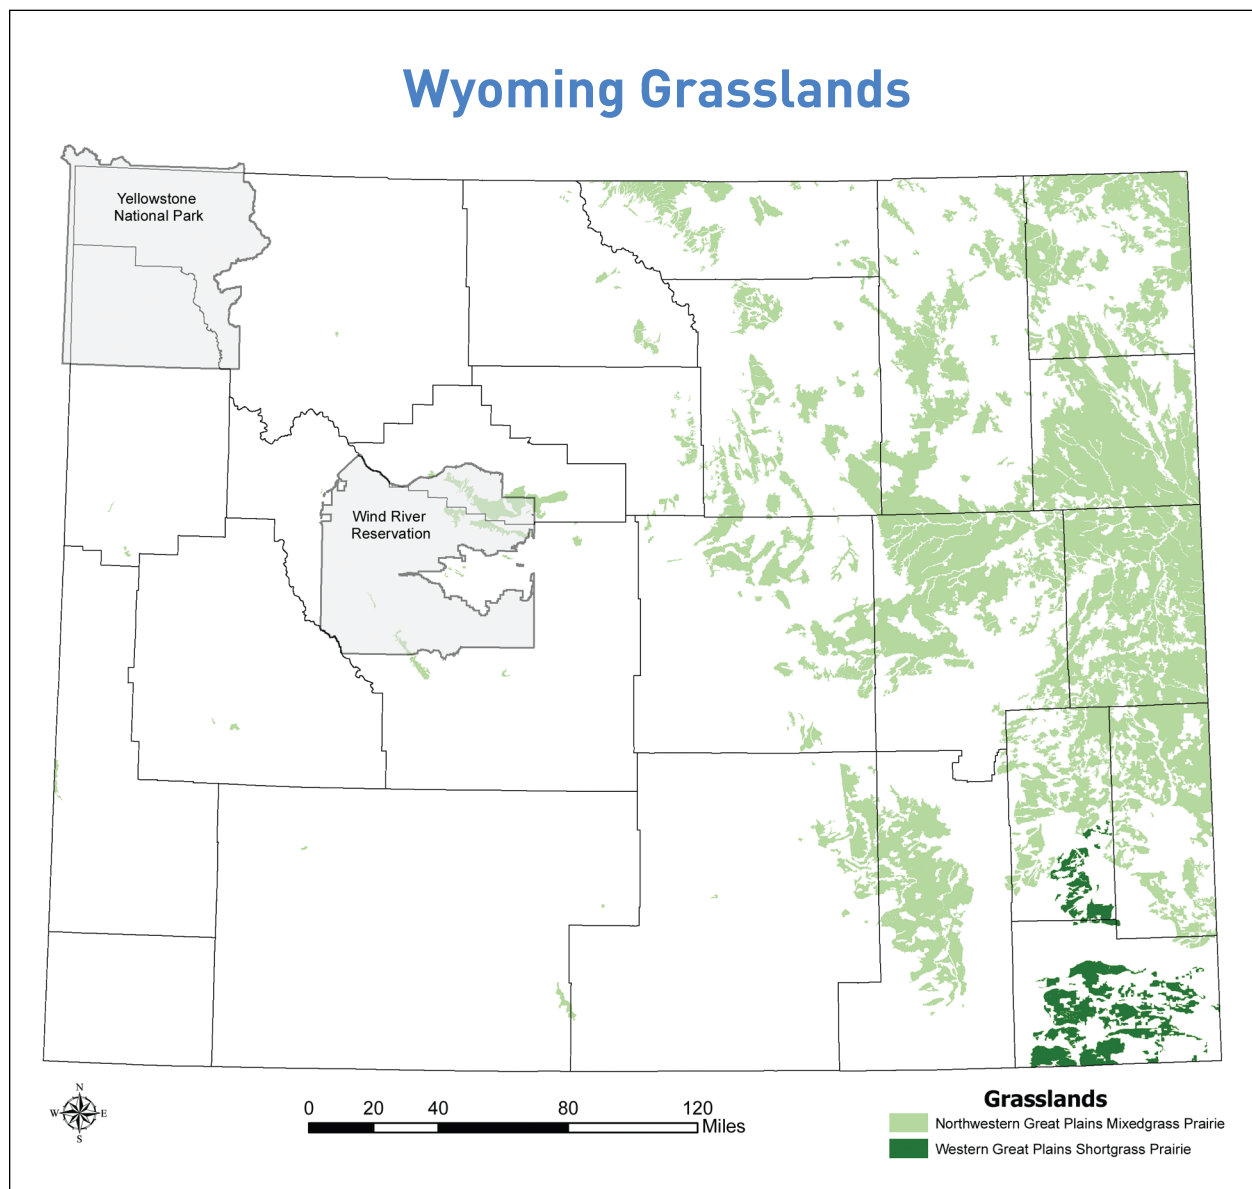 Wyoming Grasslands
Yellowstone
National Park
Wind River
Reservation
N
W E
S
0 20 40 80 120
Miles
Grasslands
Northwestern Great Plains Mixedgrass Prairie
Western Great Plains Shortgrass Prairie